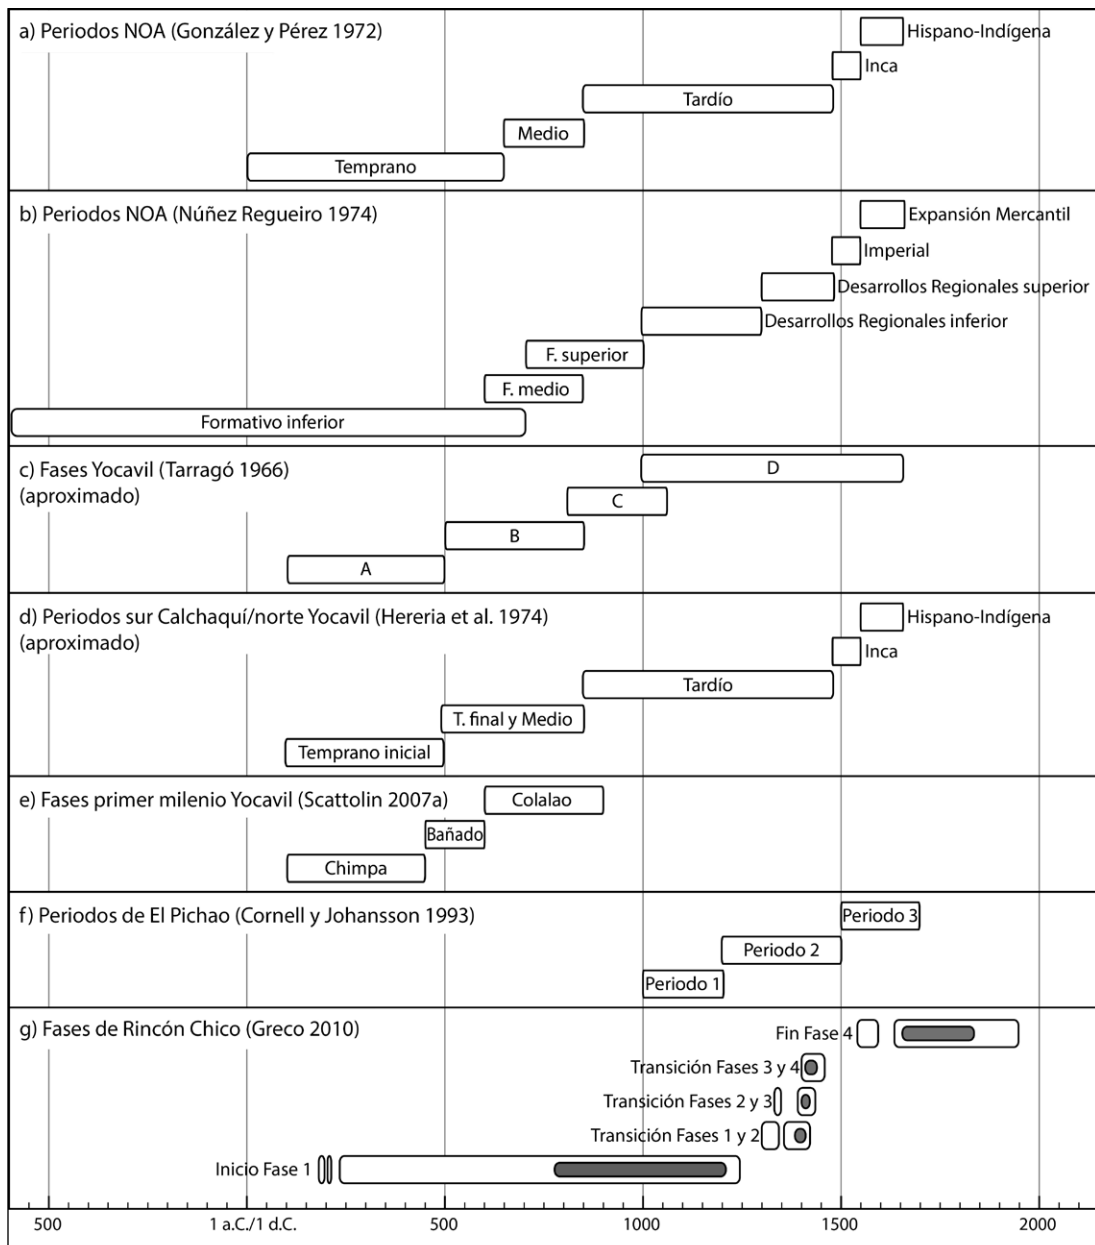 a) Periodos NOA (González y Pérez 1972)
Hispano-Indígena
Inca
Tardío
Medio
Temprano
b) Periodos NOA (Núñez Regueiro 1974)
Expansión Mercantil
Imperial
Desarrollos Regionales superior
Desarrollos Regionales inferior
F. superior
F. medio
Formativo inferior
c) Fases Yocavil (Tarragó 1966)
(aproximado)
D
C
B
A
d) Periodos sur Calchaquí/norte Yocavil (Hereria et al. 1974)
(aproximado)
Hispano-Indígena
Inca
Tardío
T. final y Medio
Temprano inicial
e) Fases primer milenio Yocavil (Scattolin 2007a)
Colalao
Bañado
Chimpa
f) Periodos de El Pichao (Cornell y Johansson 1993)
Periodo 3
Periodo 2
Periodo 1
g) Fases de Rincón Chico (Greco 2010)
Fin Fase 4
Transición Fases 3 y 4
Transición Fases 2 y 3
Transición Fases 1 y 2
Inicio Fase 1
500 1 a.C./1 d.C. 500 1000 1500 2000